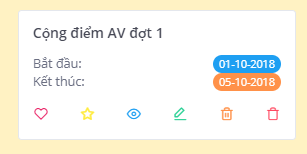 Cộng điểm AV đợt 1
Bắt đầu: 01-10-2018
Kết thúc: 05-10-2018